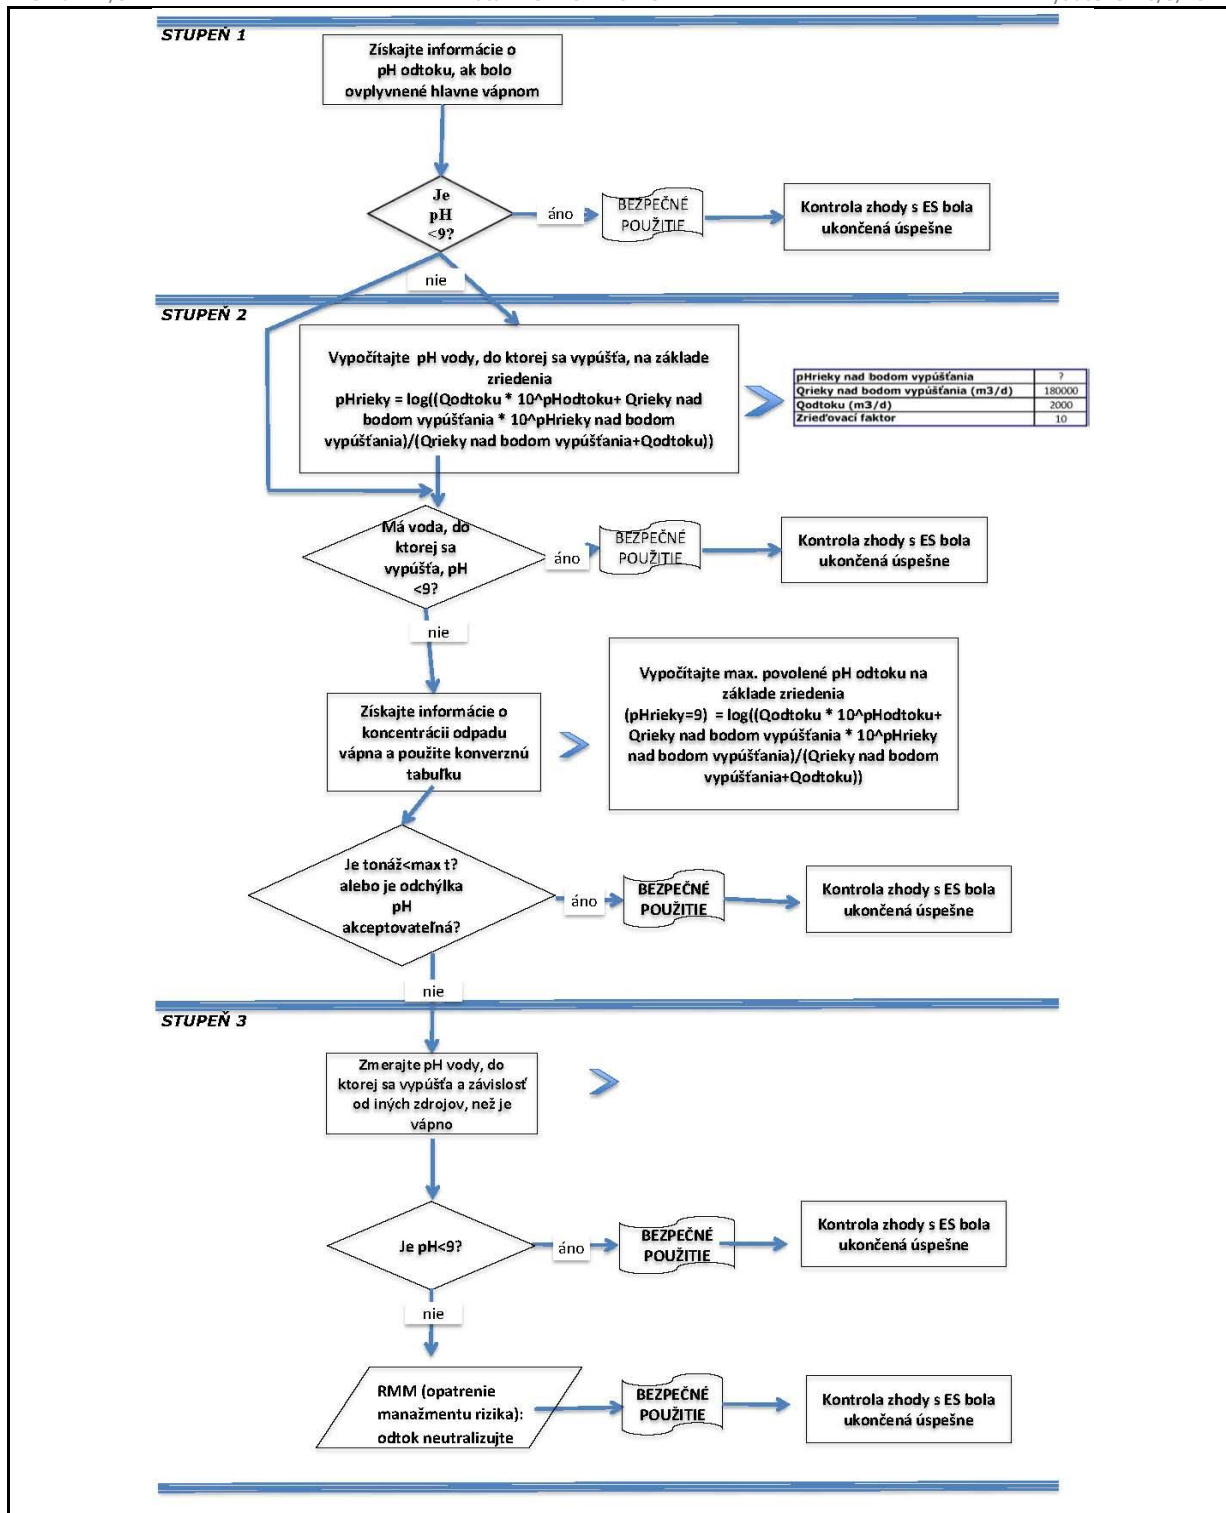 STUPEŇ 1
Získajte informácie o
pH odtoku, ak bolo
ovplyvnené hlavne vápnom
Je
pH
<9?
áno
BEZPEČNÉ
POUŽITIE
Kontrola zhody s ES bola
ukončená úspešne
nie
STUPEŇ 2
Vypočítajte pH vody, do ktorej sa vypúšťa, na základe
zriedenia
pHrieky = log((Qodtoku * 10^pHodtoku+ Qrieky nad
bodom vypúšťania * 10^pHrieky nad bodom
vypúšťania)/(Qrieky nad bodom vypúšťania+Qodtoku))
pHrieky nad bodom vypúšťania ?
Qrieky nad bodom vypúšťania (m3/d) 180000
Qodtoku (m3/d) 2000
Zrieďovací faktor 10
Má voda, do
ktorej sa
vypúšťa, pH
<9?
áno
BEZPEČNÉ
POUŽITIE
Kontrola zhody s ES bola
ukončená úspešne
nie
Získajte informácie o
koncentrácii odpadu
vápna a použite konverznú
tabuľku
Vypočítajte max. povolené pH odtoku na
základe zriedenia
(pHrieky=9) = log((Qodtoku * 10^pHodtoku+
Qrieky nad bodom vypúšťania * 10^pHrieky
nad bodom vypúšťania)/(Qrieky nad bodom
vypúšťania+Qodtoku))
Je tonáž<max t?
alebo je odchýlka
pH
akceptovateľná?
áno
BEZPEČNÉ
POUŽITIE
Kontrola zhody s ES bola
ukončená úspešne
nie
STUPEŇ 3
Zmerajte pH vody, do
ktorej sa vypúšťa a závislosť
od iných zdrojov, než je
vápno
Je pH<9?
áno
BEZPEČNÉ
POUŽITIE
Kontrola zhody s ES bola
ukončená úspešne
nie
RMM (opatrenie
manažmentu rizika):
odtok neutralizujte
BEZPEČNÉ
POUŽITIE
Kontrola zhody s ES bola
ukončená úspešne